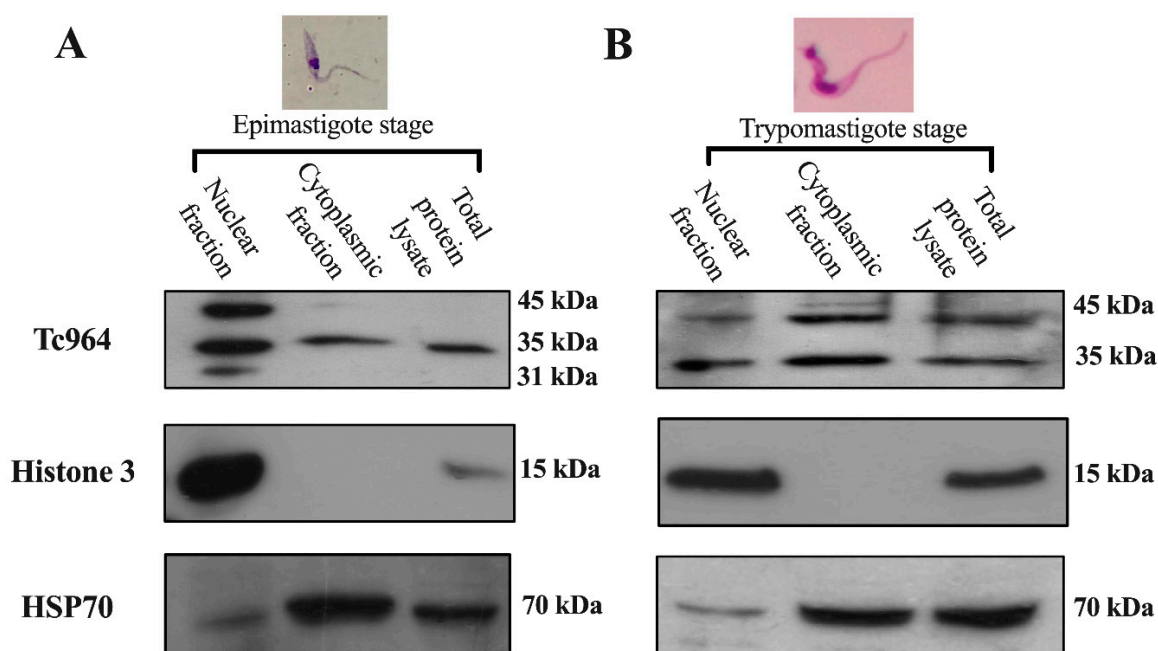 A
Epimastigote stage
Nuclear
fraction
Cytoplasmic
fraction
Total
protein
lysate
Tc964
45 kDa
35 kDa
31 kDa
Histone 3
15 kDa
HSP70
70 kDa
B
Trypomastigote stage
Nuclear
fraction
Cytoplasmic
fraction
Total
protein
lysate
45 kDa
35 kDa
15 kDa
70 kDa